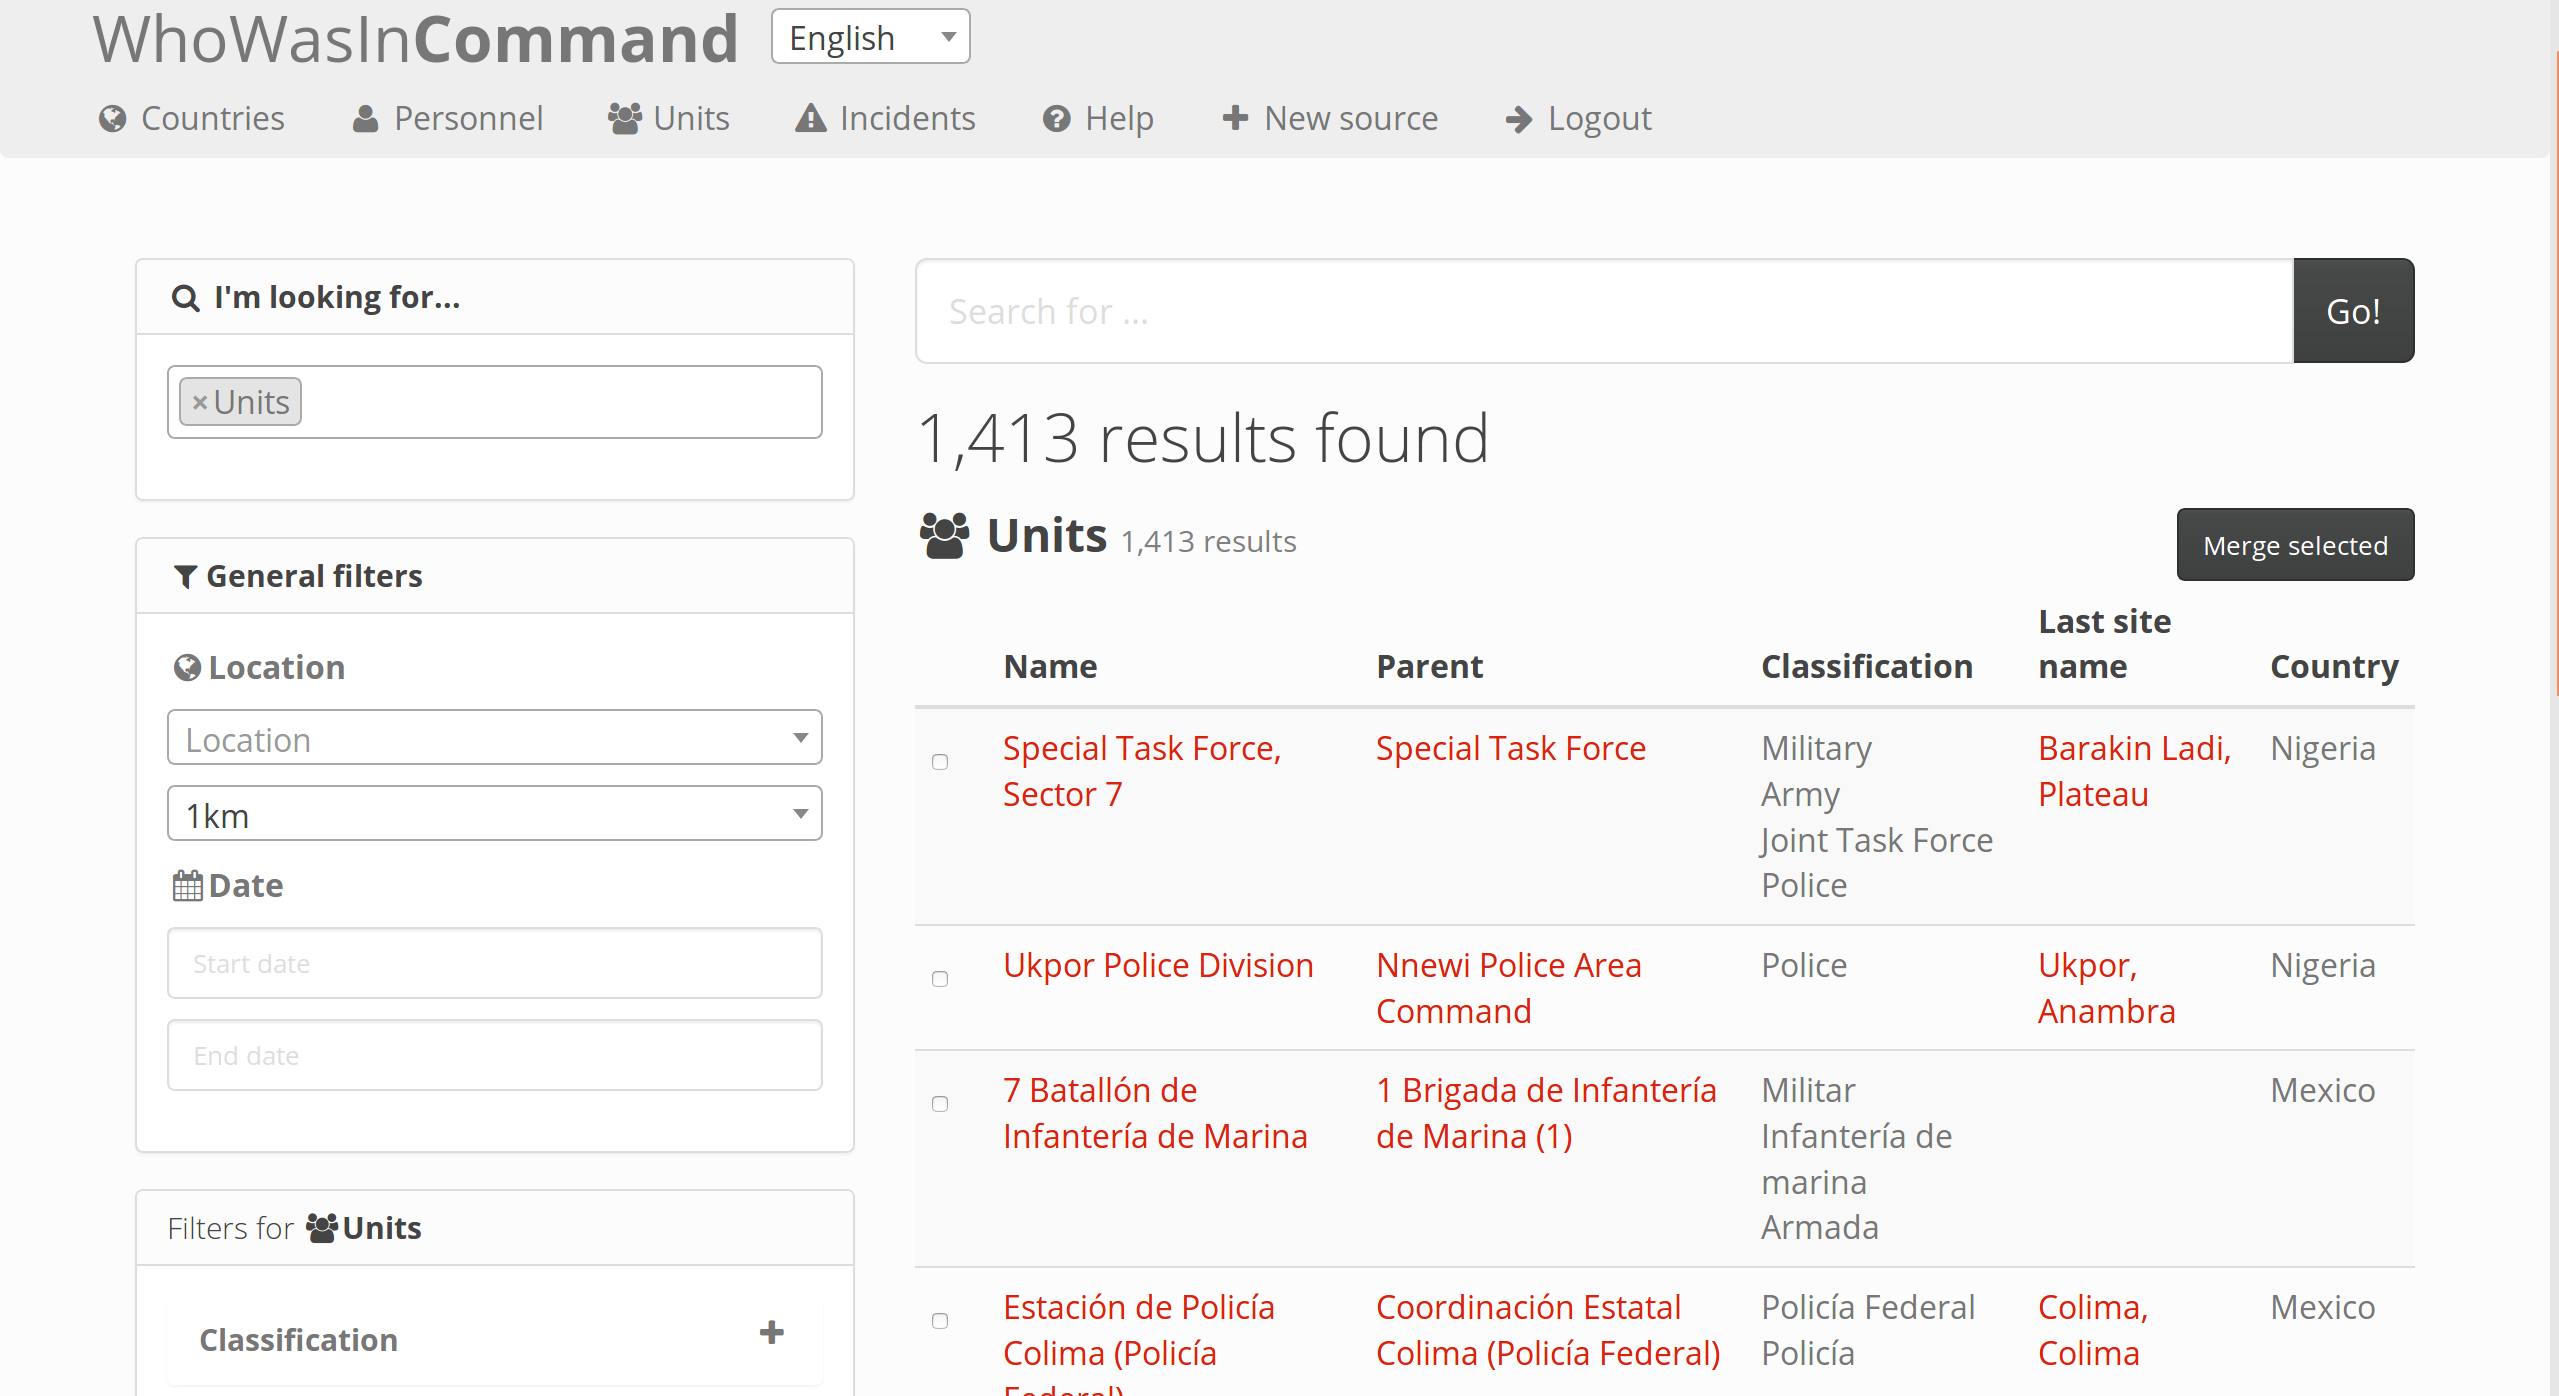 WhoWasInCommand English
Countries Personnel Units Incidents Help New source Logout
I'm looking for...
×Units
General filters
Location
Location
1km
Date
Start date
End date
Filters for Units
Classification
Search for ...
Go!
1,413 results found
Units 1,413 results
Merge selected
Name Parent Classification Last site name Country
Special Task Force,
Sector 7
Special Task Force
Military
Army
Joint Task Force
Police
Barakin Ladi,
Plateau
Nigeria
Ukpor Police Division
Nnewi Police Area
Command
Police
Ukpor,
Anambra
Nigeria
7 Batallón de
Infantería de Marina
1 Brigada de Infantería
de Marina (1)
Militar
Infantería de
marina
Armada
Mexico
Estación de Policía
Colima (Policía
Federal)
Coordinación Estatal
Colima (Policía Federal)
Policía Federal
Policía
Colima,
Colima
Mexico